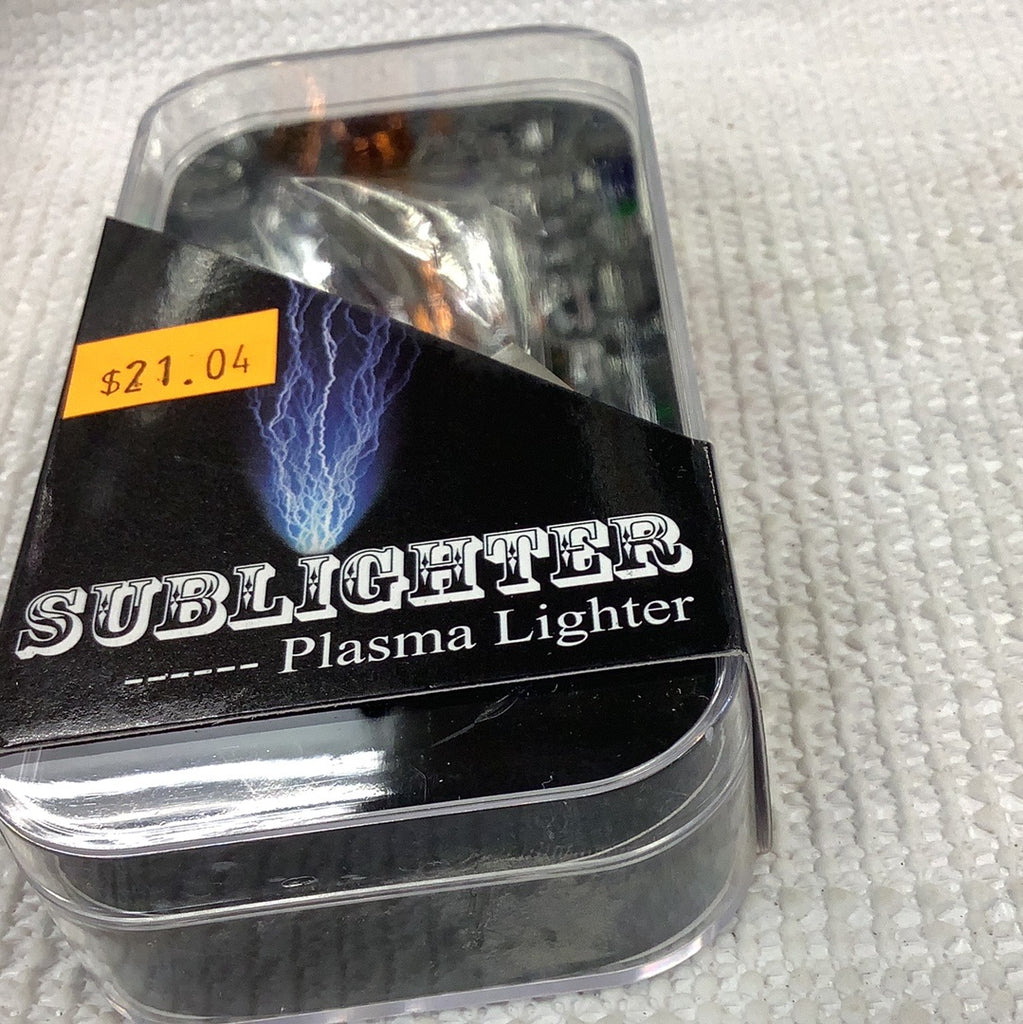 $21.04
SUBLIGHTER
------ Plasma Lighter